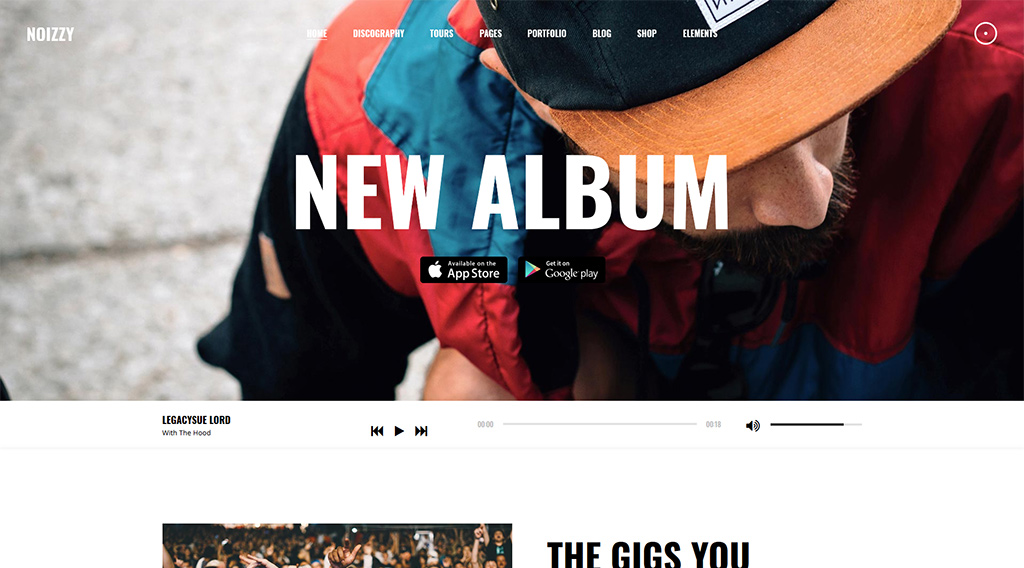 NOIZZY
HOME DISCOGRAPHY TOURS PAGES PORTFOLIO BLOG SHOP ELEMENTS
NEW ALBUM
Available on the
App Store
Get it on
Google play
LEGACYSUE LORD
With The Hood
00:00
00:18
THE GIGS YOU